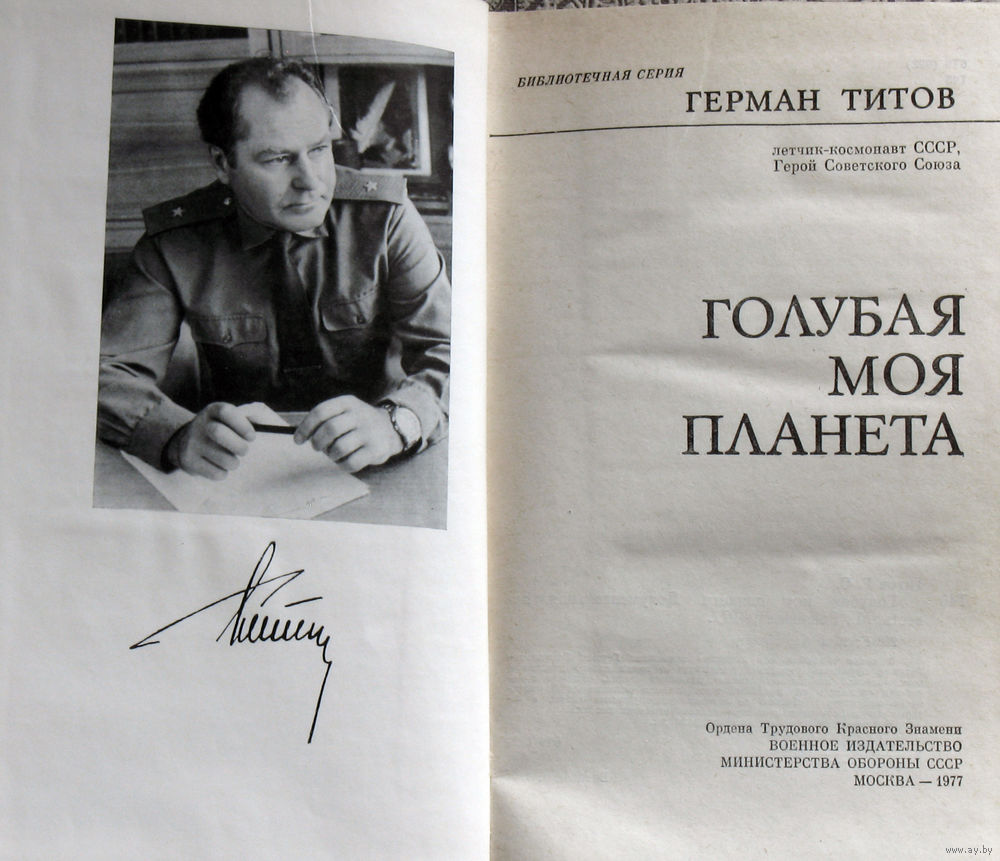 БИБЛИОТЕЧНАЯ СЕРИЯ
ГЕРМАН ТИТОВ
летчик-космонавт СССР,
Герой Советского Союза
ГОЛУБАЯ
МОЯ
ПЛАНЕТА
Ордена Трудового Красного Знамени
ВОЕННОЕ ИЗДАТЕЛЬСТВО
МИНИСТЕРСТВА ОБОРОНЫ СССР
МОСКВА — 1977
www.ay.by